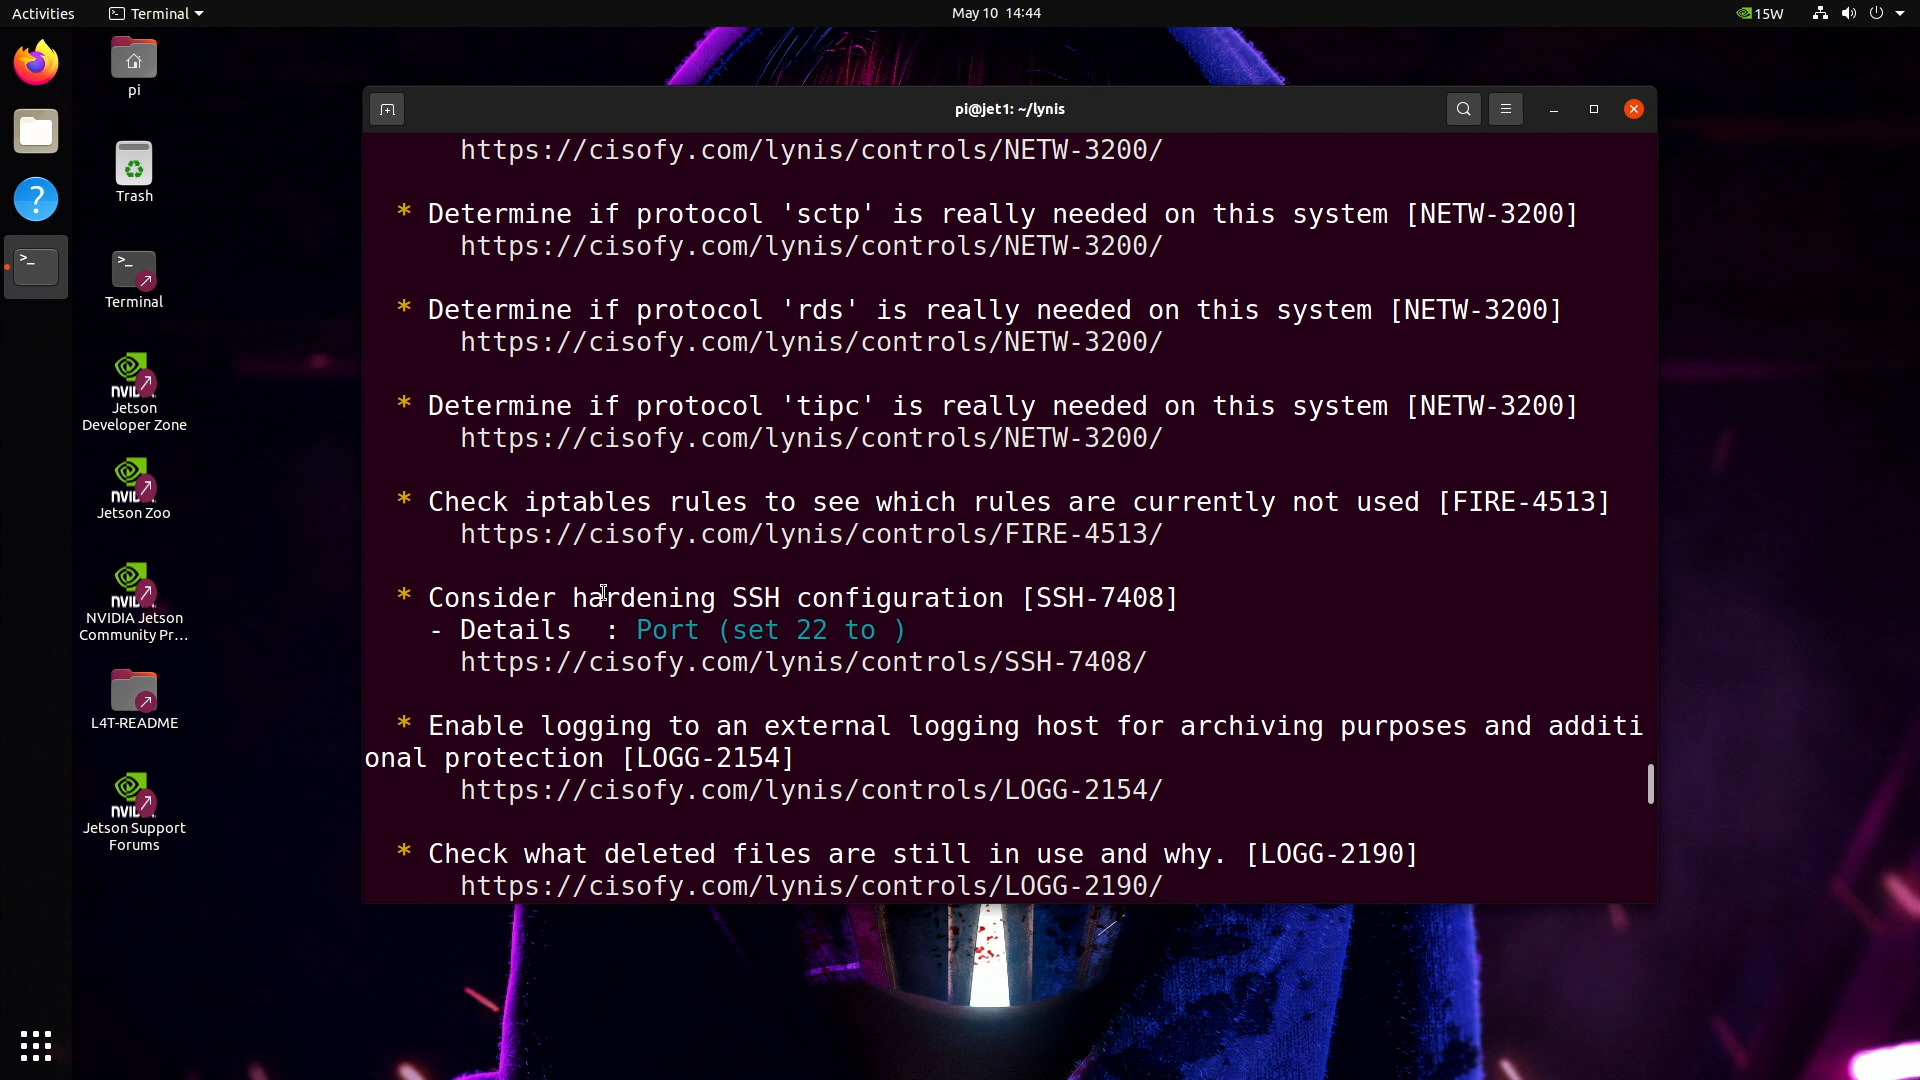 Activities
Terminal
May 10 14:44
15W
pi
Trash
>_
Terminal
NVIDIA
Jetson
Developer Zone
Jetson Zoo
NVIDIA Jetson
Community Pr...
L4T-README
Jetson Support
Forums
pi@jet1: ~/lynis
https://cisofy.com/lynis/controls/NETW-3200/
* Determine if protocol 'sctp' is really needed on this system [NETW-3200]
https://cisofy.com/lynis/controls/NETW-3200/
* Determine if protocol 'rds' is really needed on this system [NETW-3200]
https://cisofy.com/lynis/controls/NETW-3200/
* Determine if protocol 'tipc' is really needed on this system [NETW-3200]
https://cisofy.com/lynis/controls/NETW-3200/
* Check iptables rules to see which rules are currently not used [FIRE-4513]
https://cisofy.com/lynis/controls/FIRE-4513/
* Consider hardening SSH configuration [SSH-7408]
- Details  : Port (set 22 to )
https://cisofy.com/lynis/controls/SSH-7408/
* Enable logging to an external logging host for archiving purposes and additi
onal protection [LOGG-2154]
https://cisofy.com/lynis/controls/LOGG-2154/
* Check what deleted files are still in use and why. [LOGG-2190]
https://cisofy.com/lynis/controls/LOGG-2190/